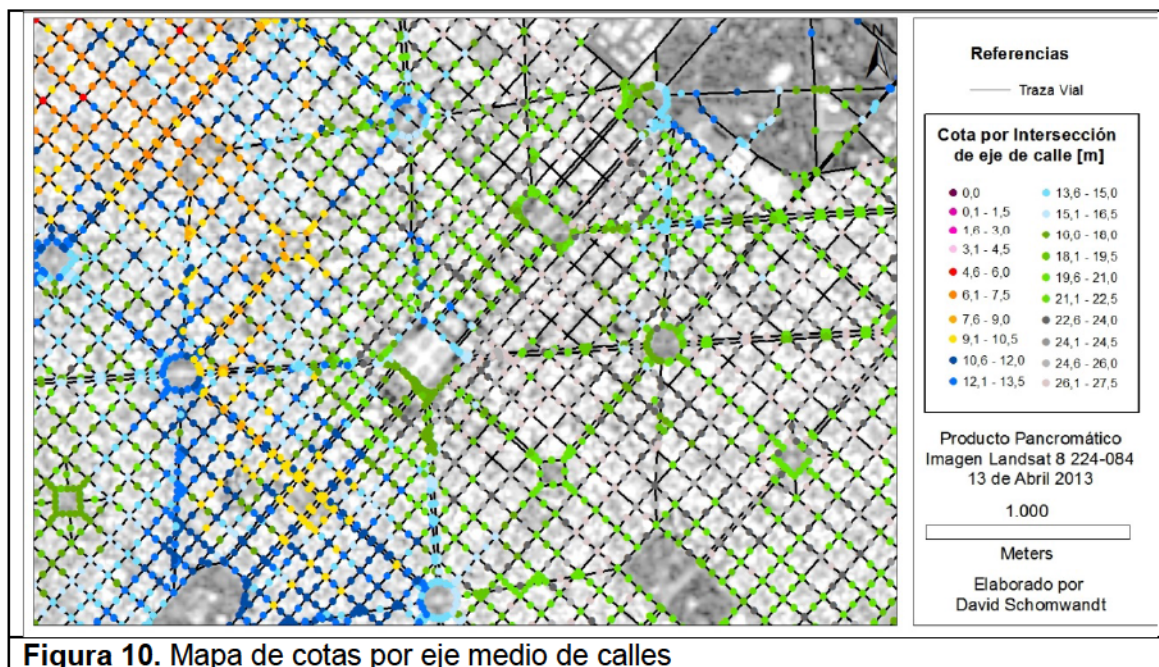 N
Referencias
Traza Vial
Cota por Intersección
de eje de calle [m]
0,0
0,1 - 1,5
1,6 - 3,0
3,1 - 4,5
4,6 - 6,0
6,1 - 7,5
7,6 - 9,0
9,1 - 10,5
10,6 - 12,0
12,1 - 13,5
13,6 - 15,0
15,1 - 16,5
18,1 - 19,5
19,6 - 21,0
21,1 - 22,5
22,6 - 24,0
24,1 - 24,5
24,6 - 26,0
26,1 - 27,5
Producto Pancromático
Imagen Landsat 8 224-084
13 de Abril 2013
1.000
Meters
Elaborado por
David Schomwandt
Figura 10. Mapa de cotas por eje medio de calles